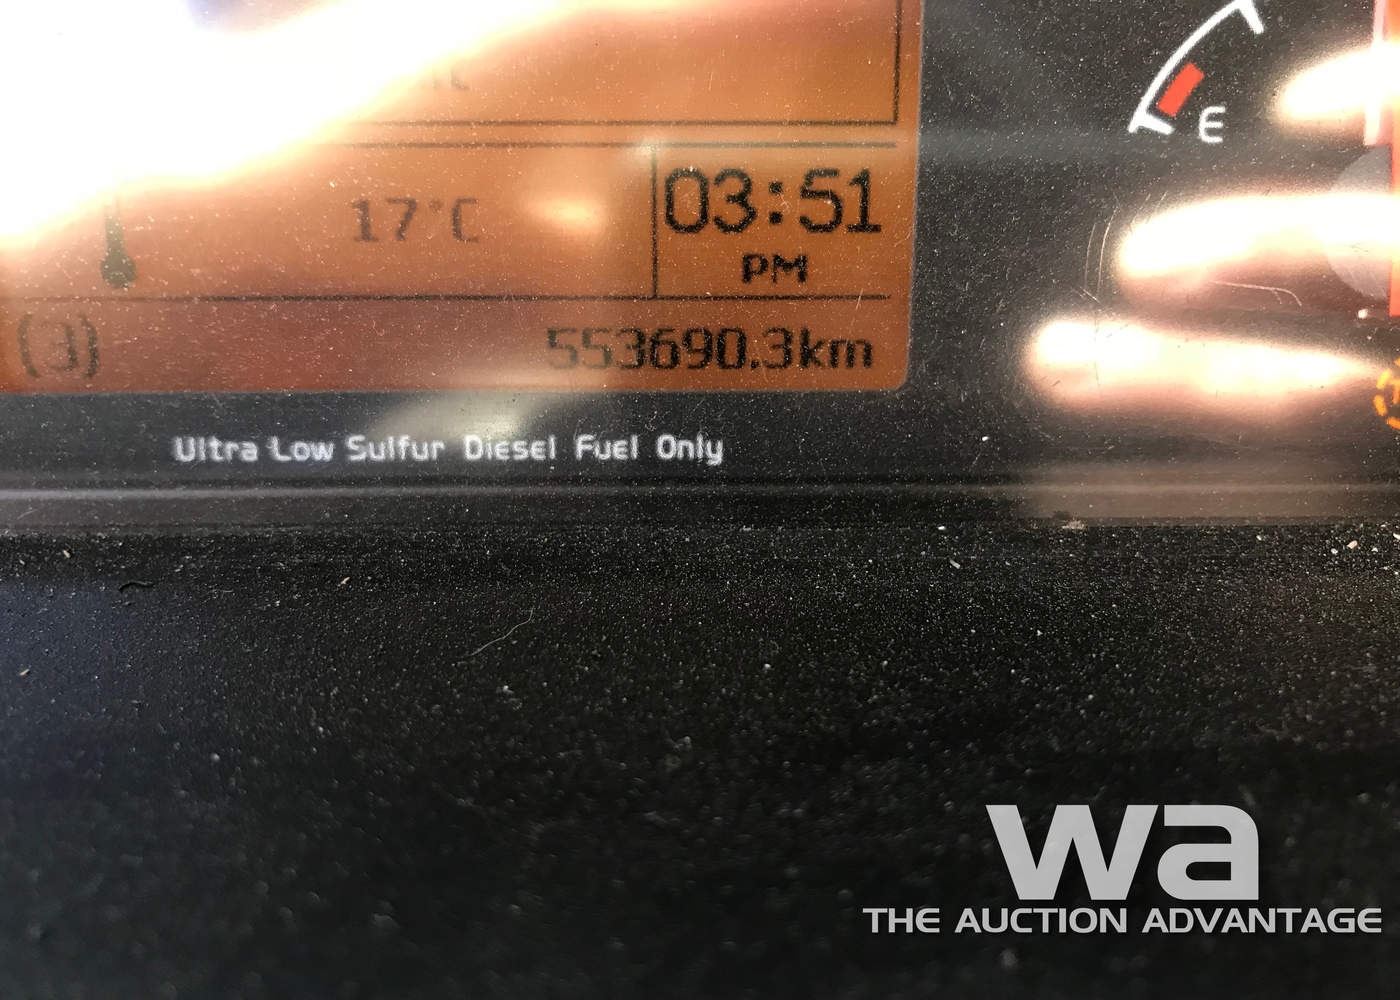 E
17°C
03:51
PM
(3)
553690.3km
Ultra Low Sulfur Diesel Fuel Only
wa
THE AUCTION ADVANTAGE